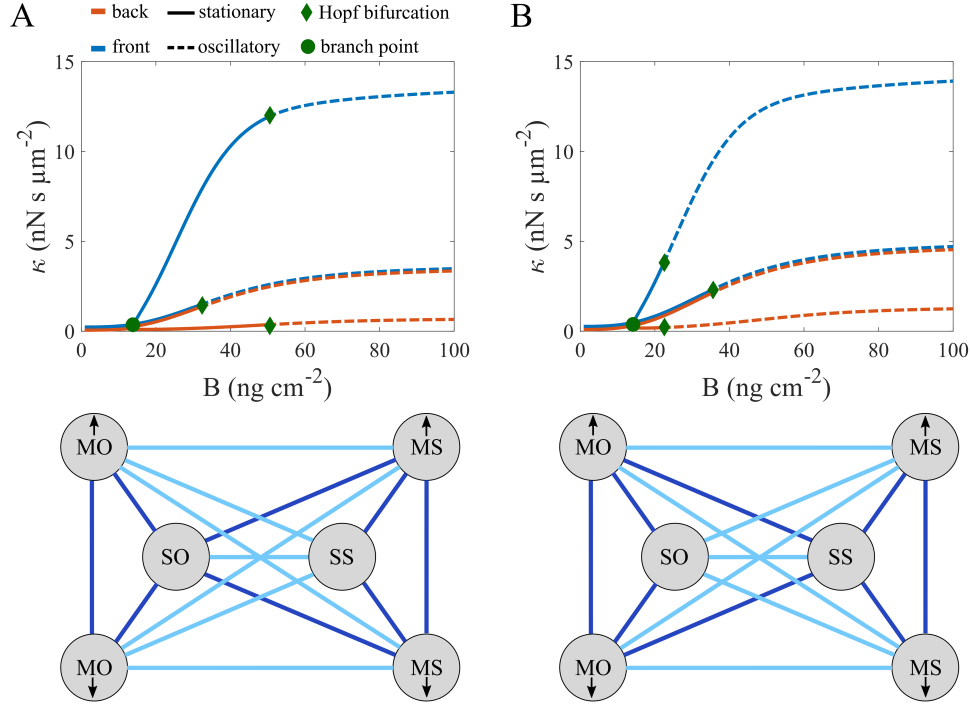 A
back
stationary
Hopf bifurcation
front
oscillatory
branch point
B
15
10
5
0
κ (nN s μm-2)
0 20 40 60 80 100
B (ng cm-2)
15
10
5
0
κ (nN s μm-2)
0 20 40 60 80 100
B (ng cm-2)
MO MS
SO SS
MO MS
MO MS
SO SS
MO MS